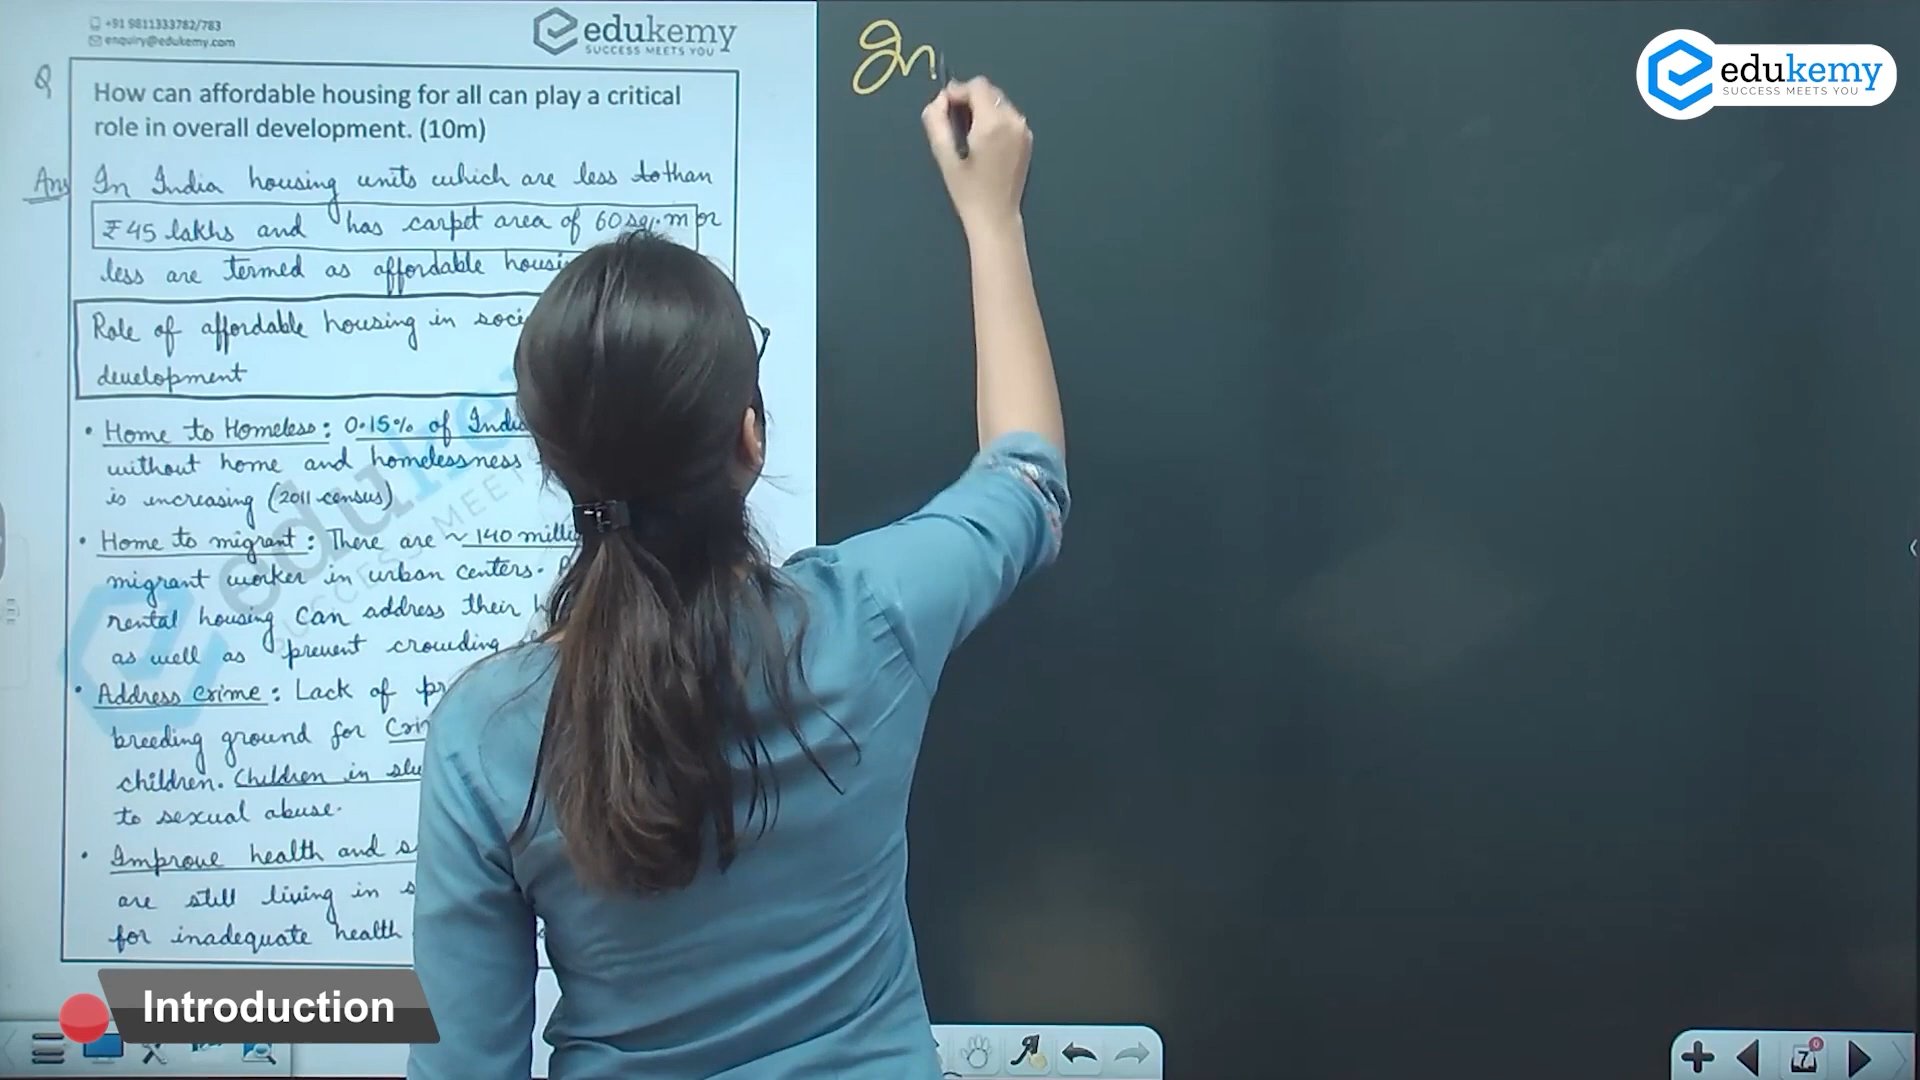 +91 9811333782/783
enquiry@edukemy.com
edukemy
SUCCESS MEETS YOU
Q
How can affordable housing for all can play a critical
role in overall development. (10m)
Ans
In India housing units which are less to than
₹45 lakhs and has carpet area of 60 sq. m or
less are termed as affordable
Role of affordable housing in
development
• Home to Homeless: 0.15% of
without home and homelessness
is increasing (2011 census)
• Home to migrant: There are ~ 140
migrant worker in urban centers.
rental housing can address their
as well as prevent crowding
• Address crime: Lack of
breeding ground for
children. Children in
to sexual abuse.
• Improve health and
are still living in
for inadequate health
In
edukemy
SUCCESS MEETS YOU
Introduction
7
0